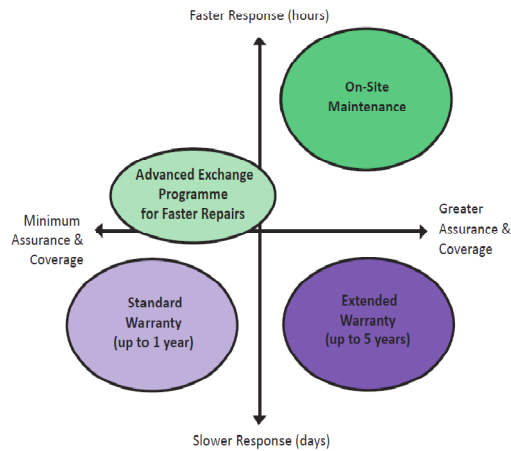 Faster Response (hours)
On-Site
Maintenance
Advanced Exchange
Programme
for Faster Repairs
Minimum
Assurance &
Coverage
Greater
Assurance &
Coverage
Standard
Warranty
(up to 1 year)
Extended
Warranty
(up to 5 years)
Slower Response (days)